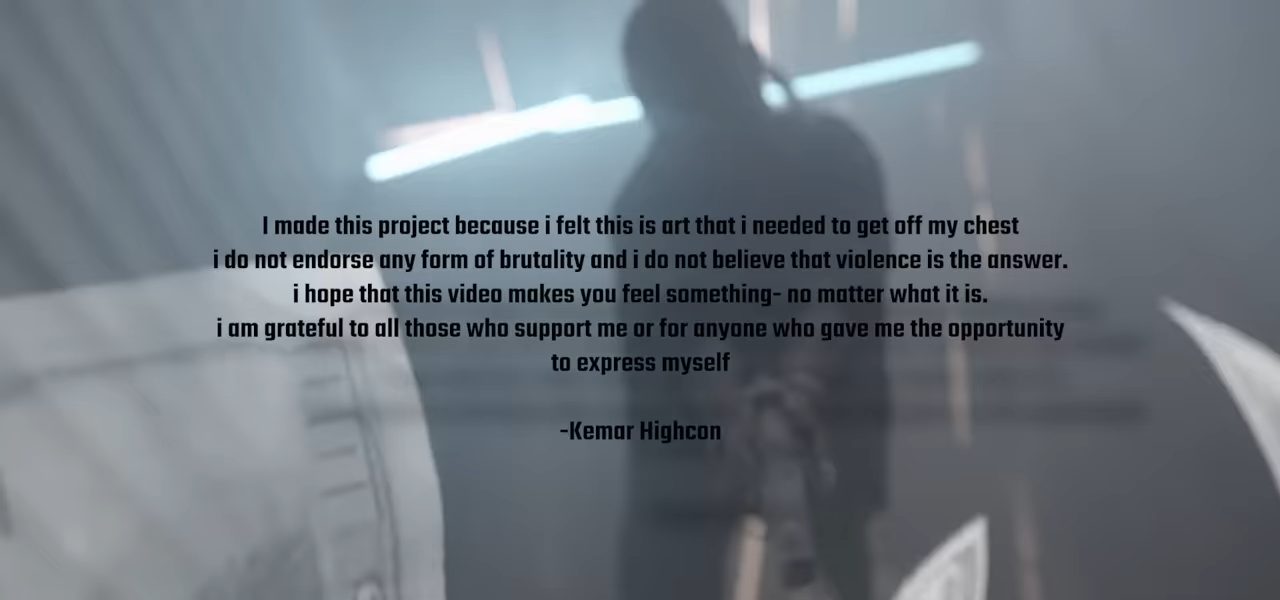 I made this project because i felt this is art that i needed to get off my chest
i do not endorse any form of brutality and i do not believe that violence is the answer.
i hope that this video makes you feel something- no matter what it is.
i am grateful to all those who support me or for anyone who gave me the opportunity
to express myself
-Kemar Highcon